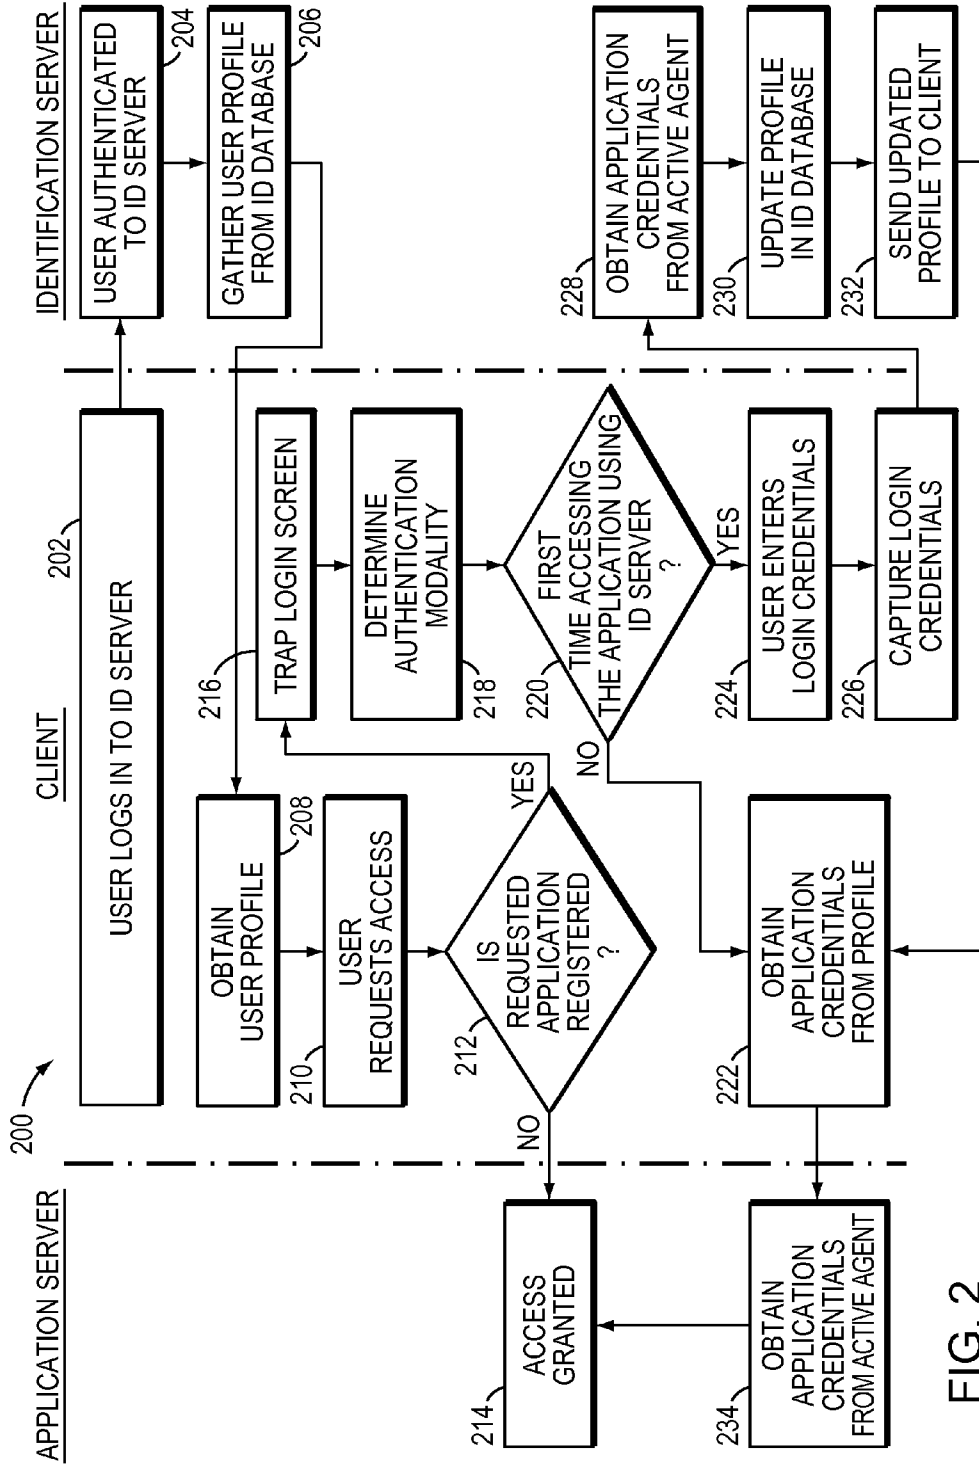 APPLICATION SERVER
CLIENT
IDENTIFICATION SERVER
200
202
USER LOGS IN TO ID SERVER
USER AUTHENTICATED
TO ID SERVER
204
GATHER USER PROFILE
FROM ID DATABASE
206
OBTAIN
USER PROFILE
208
210
USER
REQUESTS ACCESS
212
IS
REQUESTED
APPLICATION
REGISTERED
?
NO
YES
214
ACCESS
GRANTED
216
TRAP LOGIN SCREEN
DETERMINE
AUTHENTICATION
MODALITY
218
220
FIRST
TIME ACCESSING
THE APPLICATION USING
ID SERVER
?
NO
YES
222
OBTAIN
APPLICATION
CREDENTIALS
FROM PROFILE
224
USER ENTERS
LOGIN CREDENTIALS
226
CAPTURE LOGIN
CREDENTIALS
228
OBTAIN APPLICATION
CREDENTIALS
FROM ACTIVE AGENT
230
UPDATE PROFILE
IN ID DATABASE
232
SEND UPDATED
PROFILE TO CLIENT
234
OBTAIN
APPLICATION
CREDENTIALS
FROM ACTIVE AGENT
FIG. 2